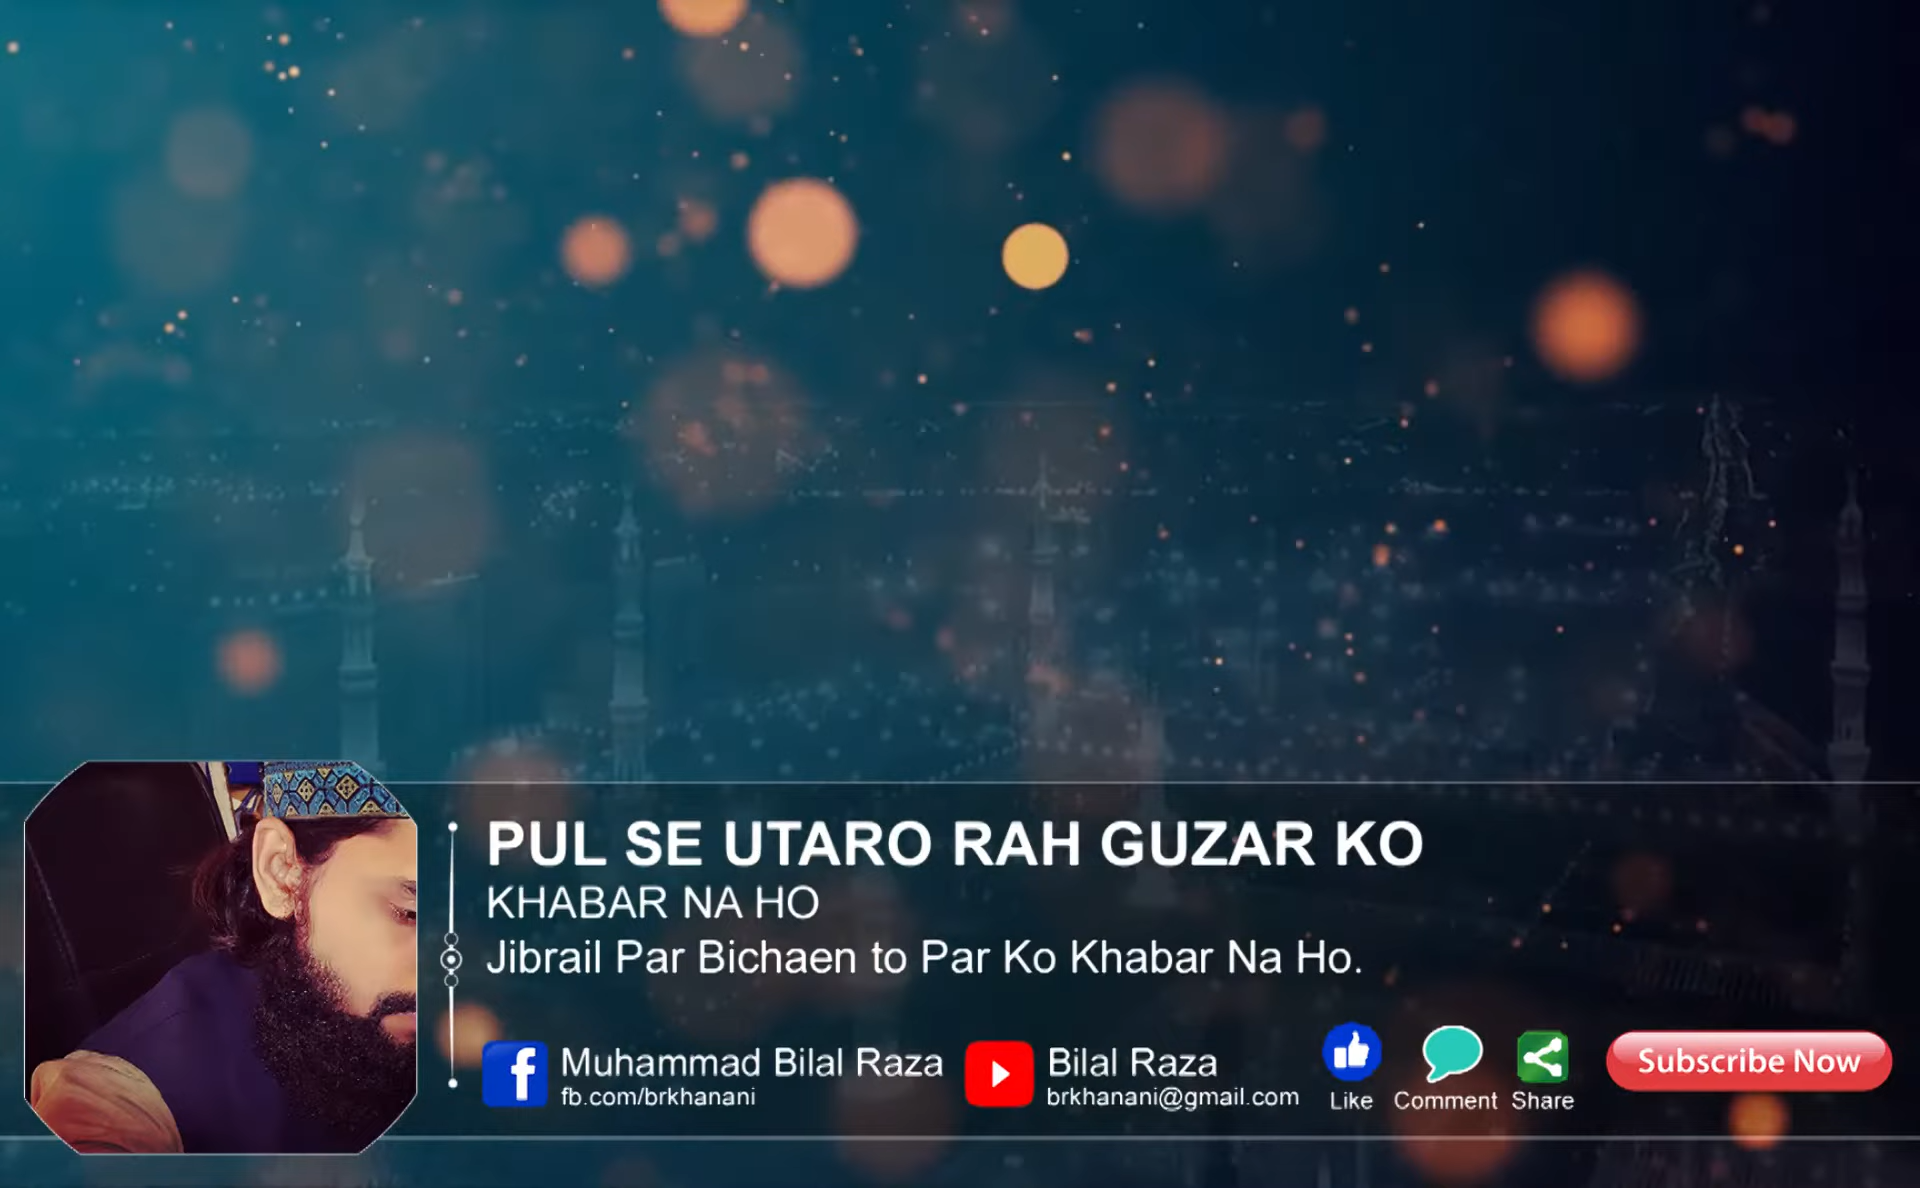 PUL SE UTARO RAH GUZAR KO
KHABAR NA HO
Jibrail Par Bichaen to Par Ko Khabar Na Ho.
Muhammad Bilal Raza
fb.com/brkhanani
Bilal Raza
brkhanani@gmail.com
Like
Comment
Share
Subscribe Now